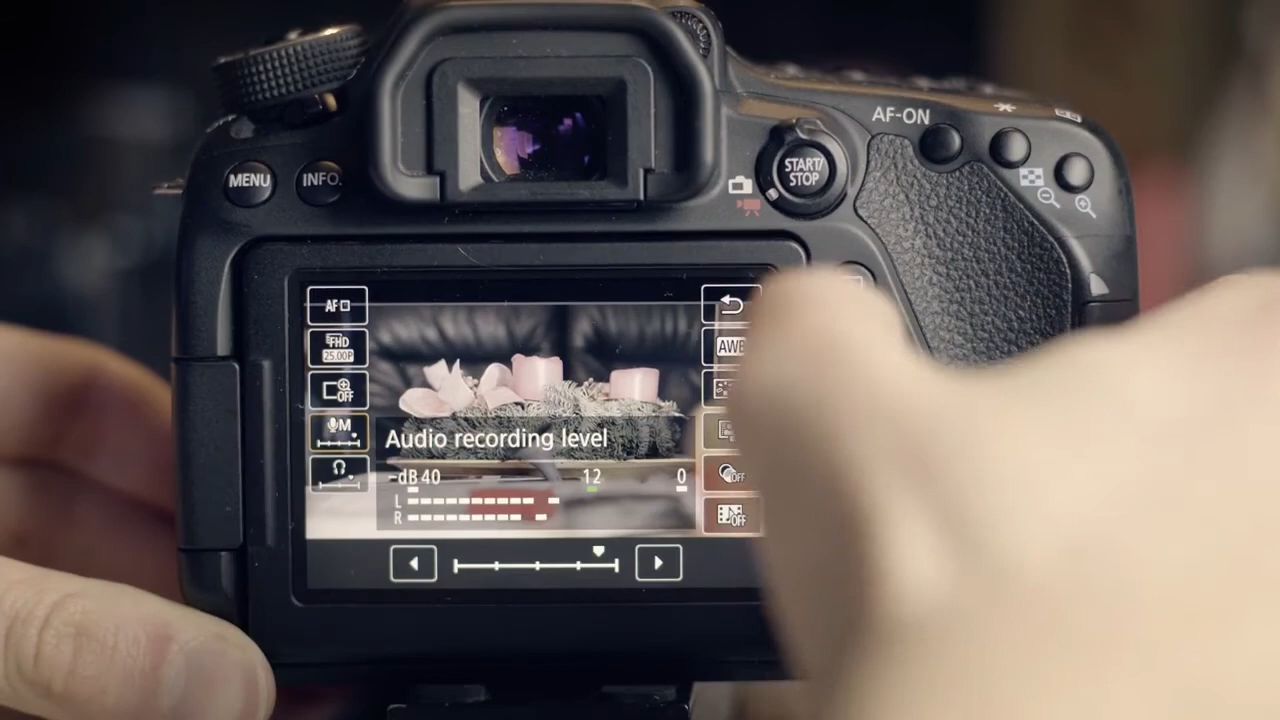 AF-ON
MENU
INFO.
START/
STOP
AF
FHD
25.00P
OFF
AWB
M
Audio recording level
-dB 40 12 0
L
R
OFF
OFF